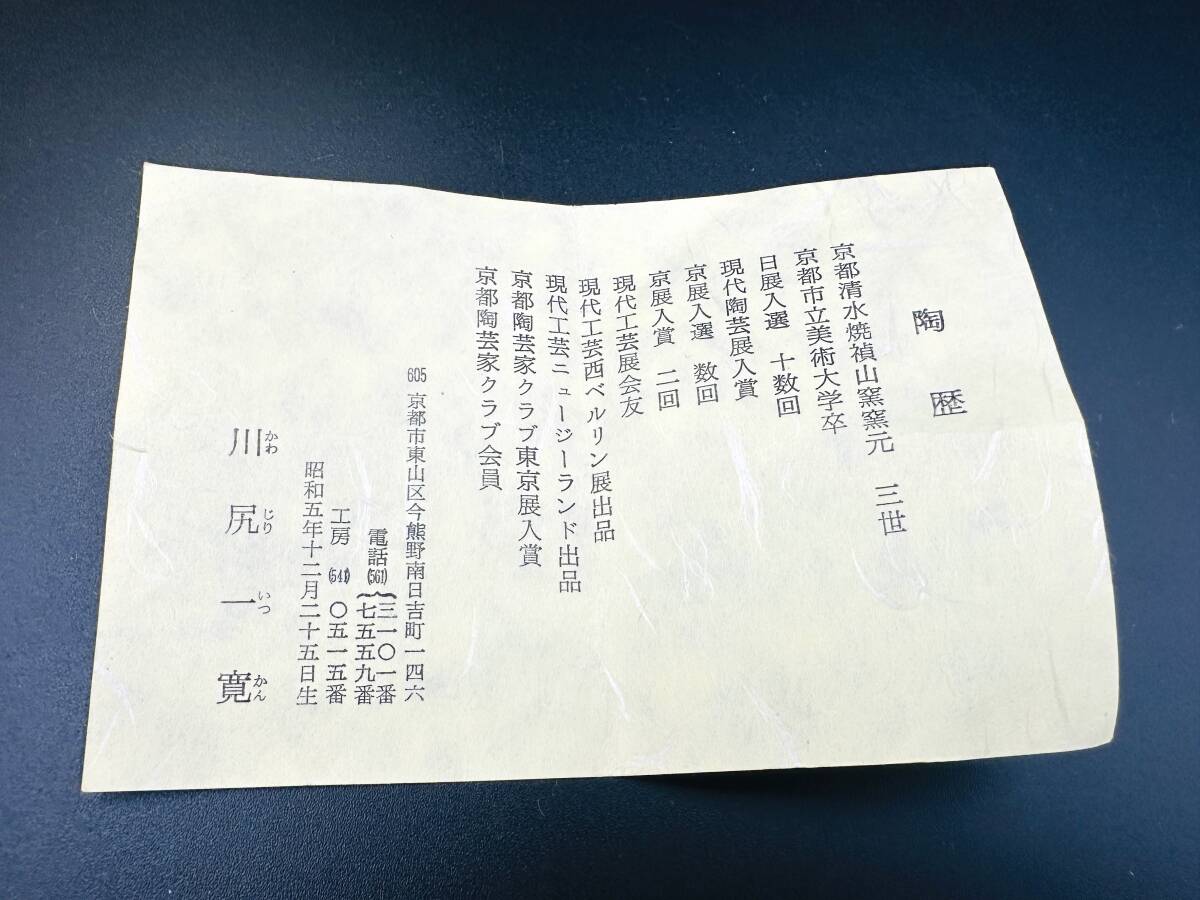 陶歴
京都清水焼禎山窯窯元 三世
京都市立美術大学卒
日展入選 十数回
現代陶芸展入賞
京展入選 数回
京展入賞 二回
現代工芸展会友
現代工芸西ベルリン展出品
現代工芸ニュージーランド出品
京都陶芸家クラブ東京展入賞
京都陶芸家クラブ会員
605 京都市東山区今熊野南日吉町一四六
電話(561)三一〇一番
七五五九番
工房(541)〇五一五番
昭和五年十二月二十五日生
川尻一寛
かわじりいつかん